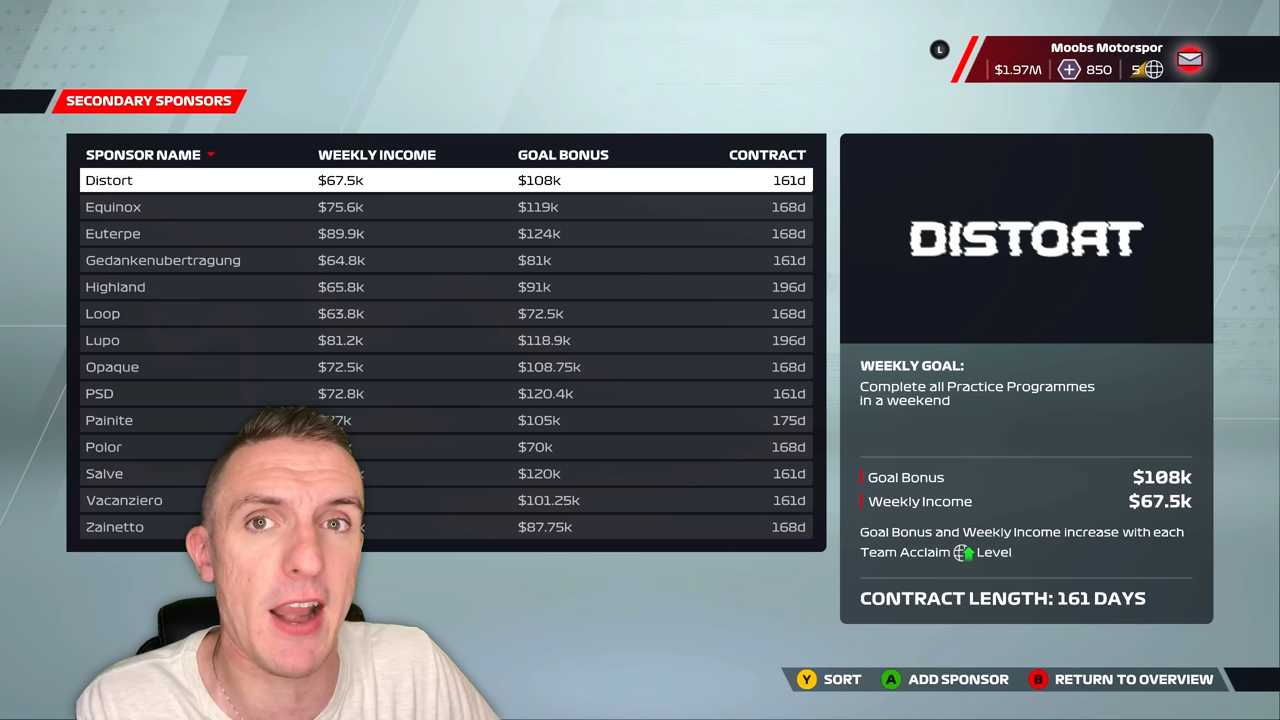 L
Moobs Motorspor
$1.97M 850 5
SECONDARY SPONSORS
SPONSOR NAME WEEKLY INCOME GOAL BONUS CONTRACT
Distort $67.5k $108k 161d
Equinox $75.6k $119k 168d
Euterpe $89.9k $124k 168d
Gedankenubertragung $64.8k $81k 161d
Highland $65.8k $91k 196d
Loop $63.8k $72.5k 168d
Lupo $81.2k $118.9k 196d
Opaque $72.5k $108.75k 168d
PSD $72.8k $120.4k 161d
Painite $105k 175d
Polor $70k 168d
Salve $120k 161d
Vacanziero $101.25k 161d
Zainetto $87.75k 168d
DISTORT
WEEKLY GOAL:
Complete all Practice Programmes
in a weekend
Goal Bonus $108k
Weekly Income $67.5k
Goal Bonus and Weekly Income increase with each
Team Acclaim Level
CONTRACT LENGTH: 161 DAYS
Y SORT A ADD SPONSOR B RETURN TO OVERVIEW